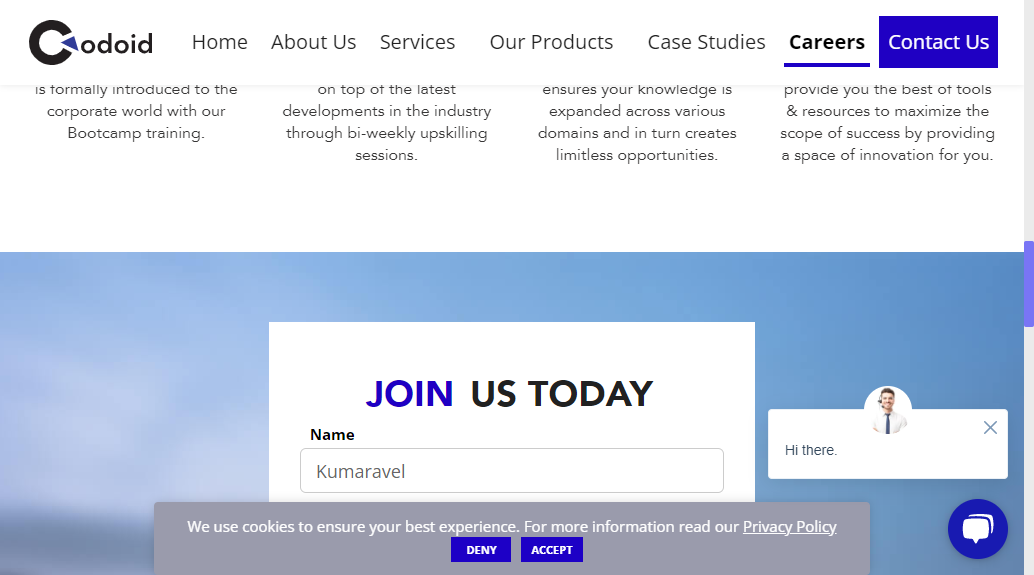 Codoid
Home
About Us
Services
Our Products
Case Studies
Careers
Contact Us
is formally introduced to the
corporate world with our
Bootcamp training.
on top of the latest
developments in the industry
through bi-weekly upskilling
sessions.
ensures your knowledge is
expanded across various
domains and in turn creates
limitless opportunities.
provide you the best of tools
& resources to maximize the
scope of success by providing
a space of innovation for you.
JOIN US TODAY
Name
Kumaravel
Hi there.
We use cookies to ensure your best experience. For more information read our Privacy Policy
DENY
ACCEPT